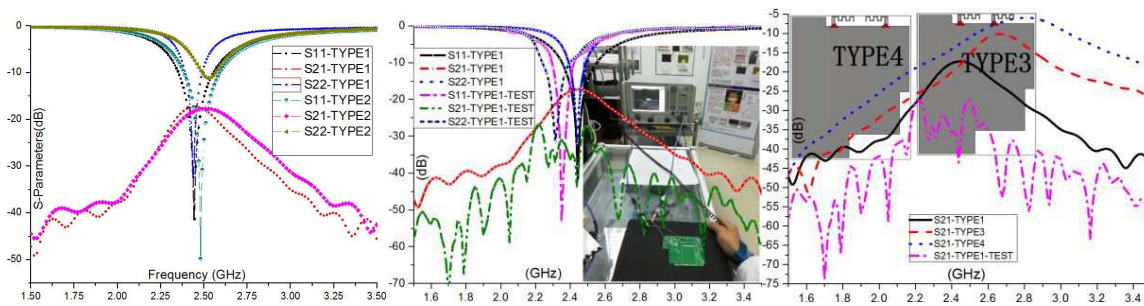 0
-10
-20
-30
-40
-50
S-Parameters(dB)
S11-TYPE1
S21-TYPE1
S22-TYPE1
S11-TYPE2
S21-TYPE2
S22-TYPE2
1.50 1.75 2.00 2.25 2.50 2.75 3.00 3.25 3.50
Frequency (GHz)
0
-10
-20
-30
-40
-50
-60
-70
(dB)
S11-TYPE1
S21-TYPE1
S22-TYPE1
S11-TYPE1-TEST
S21-TYPE1-TEST
S22-TYPE1-TEST
(GHz)
1.6 1.8 2.0 2.2 2.4 2.6 2.8 3.0 3.2 3.4
-5
-10
-15
-20
-25
-30
-35
-40
-45
-50
-55
-60
-65
-70
-75
(dB)
TYPE4
TYPE3
S21-TYPE1
S21-TYPE3
S21-TYPE4
S21-TYPE1-TEST
(GHz)
1.6 1.8 2.0 2.2 2.4 2.6 2.8 3.0 3.2 3.4